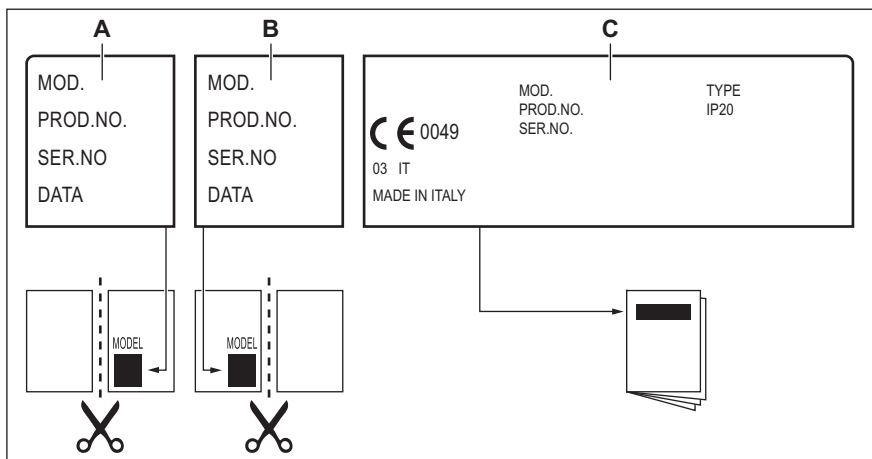 A
B
C
MOD.
PROD.NO.
SER.NO
DATA
MOD.
PROD.NO.
SER.NO
DATA
MOD.
PROD.NO.
SER.NO.
TYPE
IP20
CE 0049
03 IT
MADE IN ITALY
MODEL
MODEL